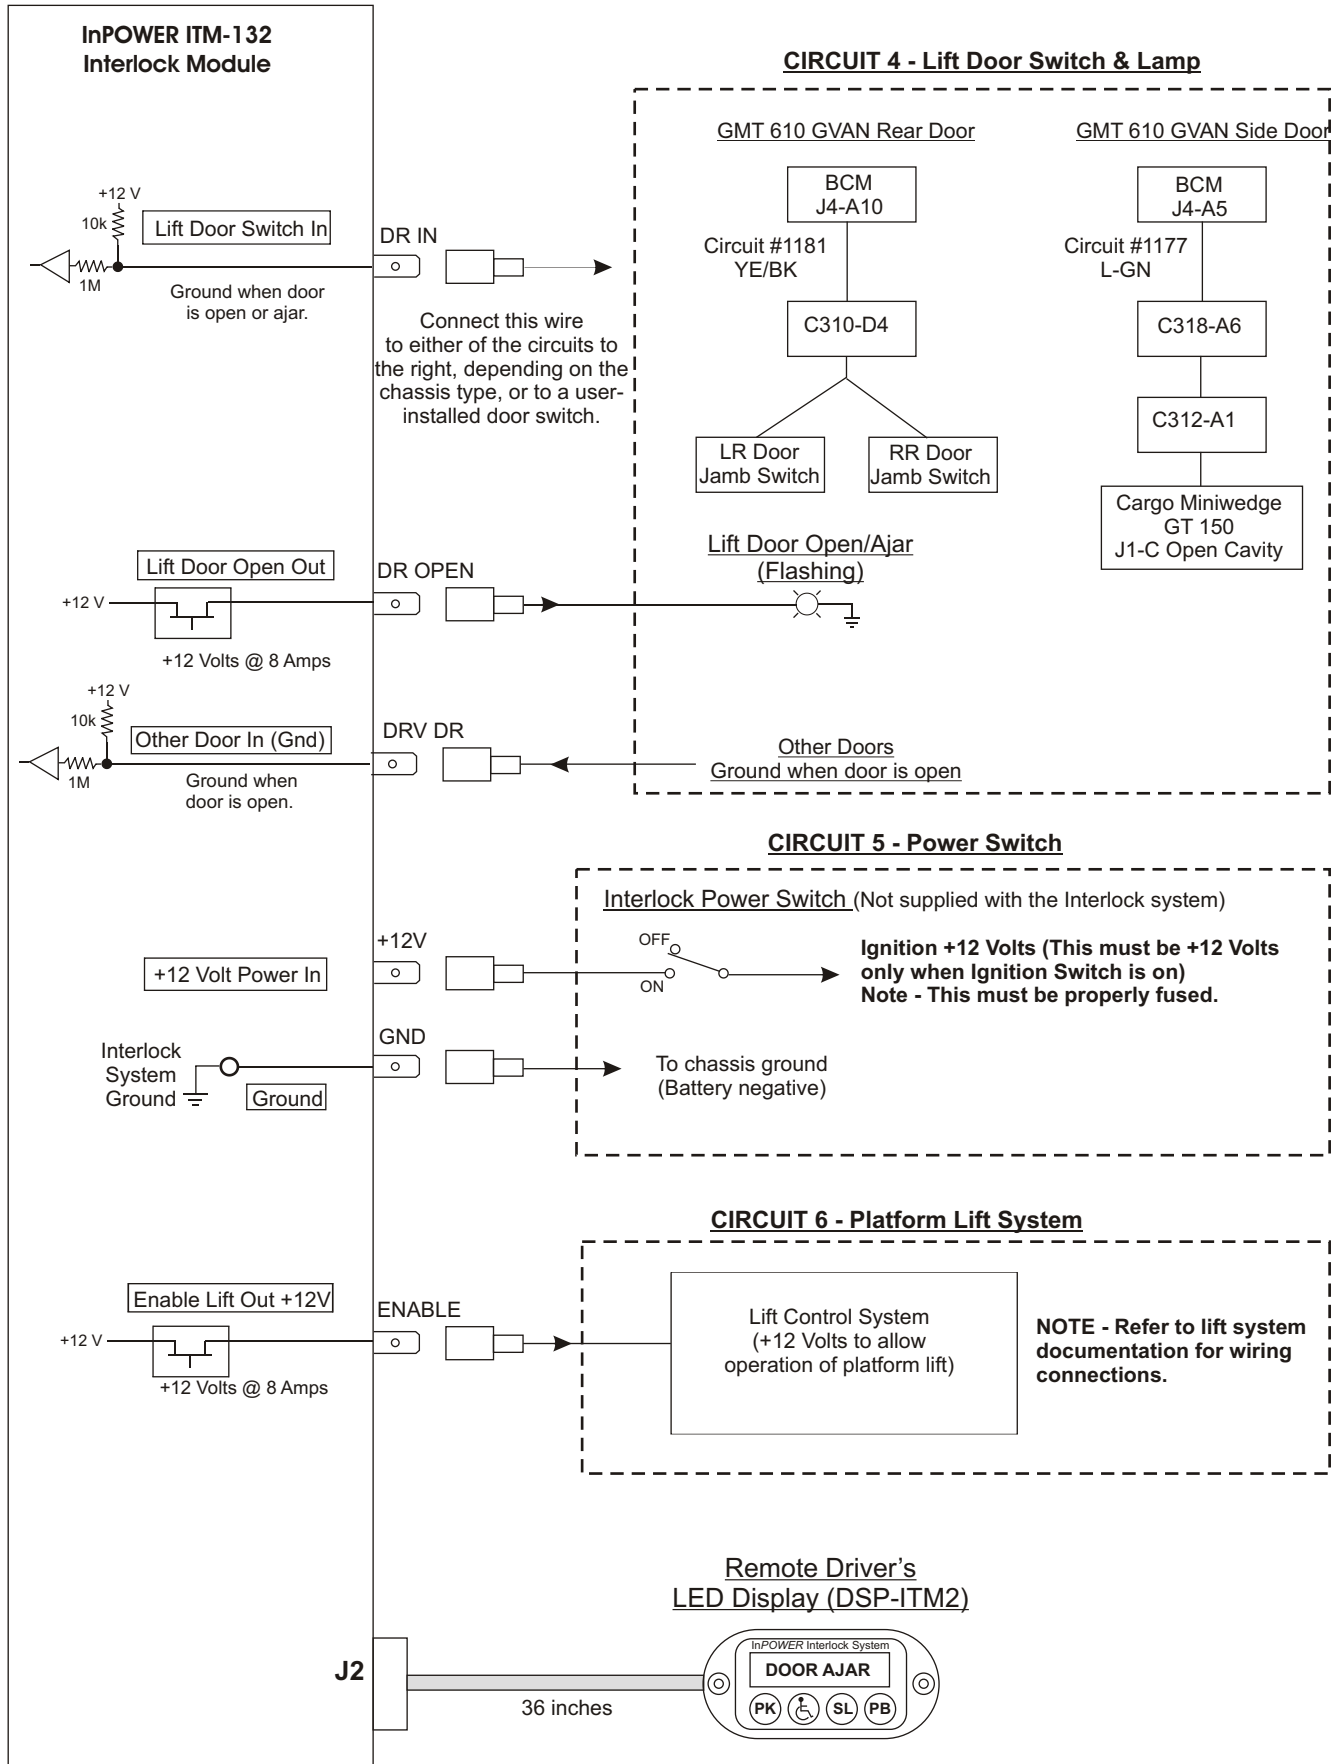 InPOWER ITM-132
Interlock Module
CIRCUIT 4 - Lift Door Switch & Lamp
GMT 610 GVAN Rear Door
GMT 610 GVAN Side Door
BCM
J4-A10
BCM
J4-A5
+12 V
10k
Lift Door Switch In
1M
Ground when door
is open or ajar.
DR IN
Connect this wire
to either of the circuits to
the right, depending on the
chassis type, or to a user-
installed door switch.
Circuit #1181
YE/BK
Circuit #1177
L-GN
C310-D4
C318-A6
C312-A1
LR Door
Jamb Switch
RR Door
Jamb Switch
Cargo Miniwedge
GT 150
J1-C Open Cavity
Lift Door Open/Ajar
(Flashing)
Lift Door Open Out
DR OPEN
+12 V
+12 Volts @ 8 Amps
+12 V
10k
Other Door In (Gnd)
1M
Ground when
door is open.
DRV DR
Other Doors
Ground when door is open
CIRCUIT 5 - Power Switch
Interlock Power Switch (Not supplied with the Interlock system)
+12V
+12 Volt Power In
OFF
ON
Ignition +12 Volts (This must be +12 Volts
only when Ignition Switch is on)
Note - This must be properly fused.
GND
Interlock
System
Ground
Ground
To chassis ground
(Battery negative)
CIRCUIT 6 - Platform Lift System
Enable Lift Out +12V
ENABLE
+12 V
+12 Volts @ 8 Amps
Lift Control System
(+12 Volts to allow
operation of platform lift)
NOTE - Refer to lift system
documentation for wiring
connections.
Remote Driver's
LED Display (DSP-ITM2)
J2
36 inches
InPOWER Interlock System
DOOR AJAR
PK
SL
PB